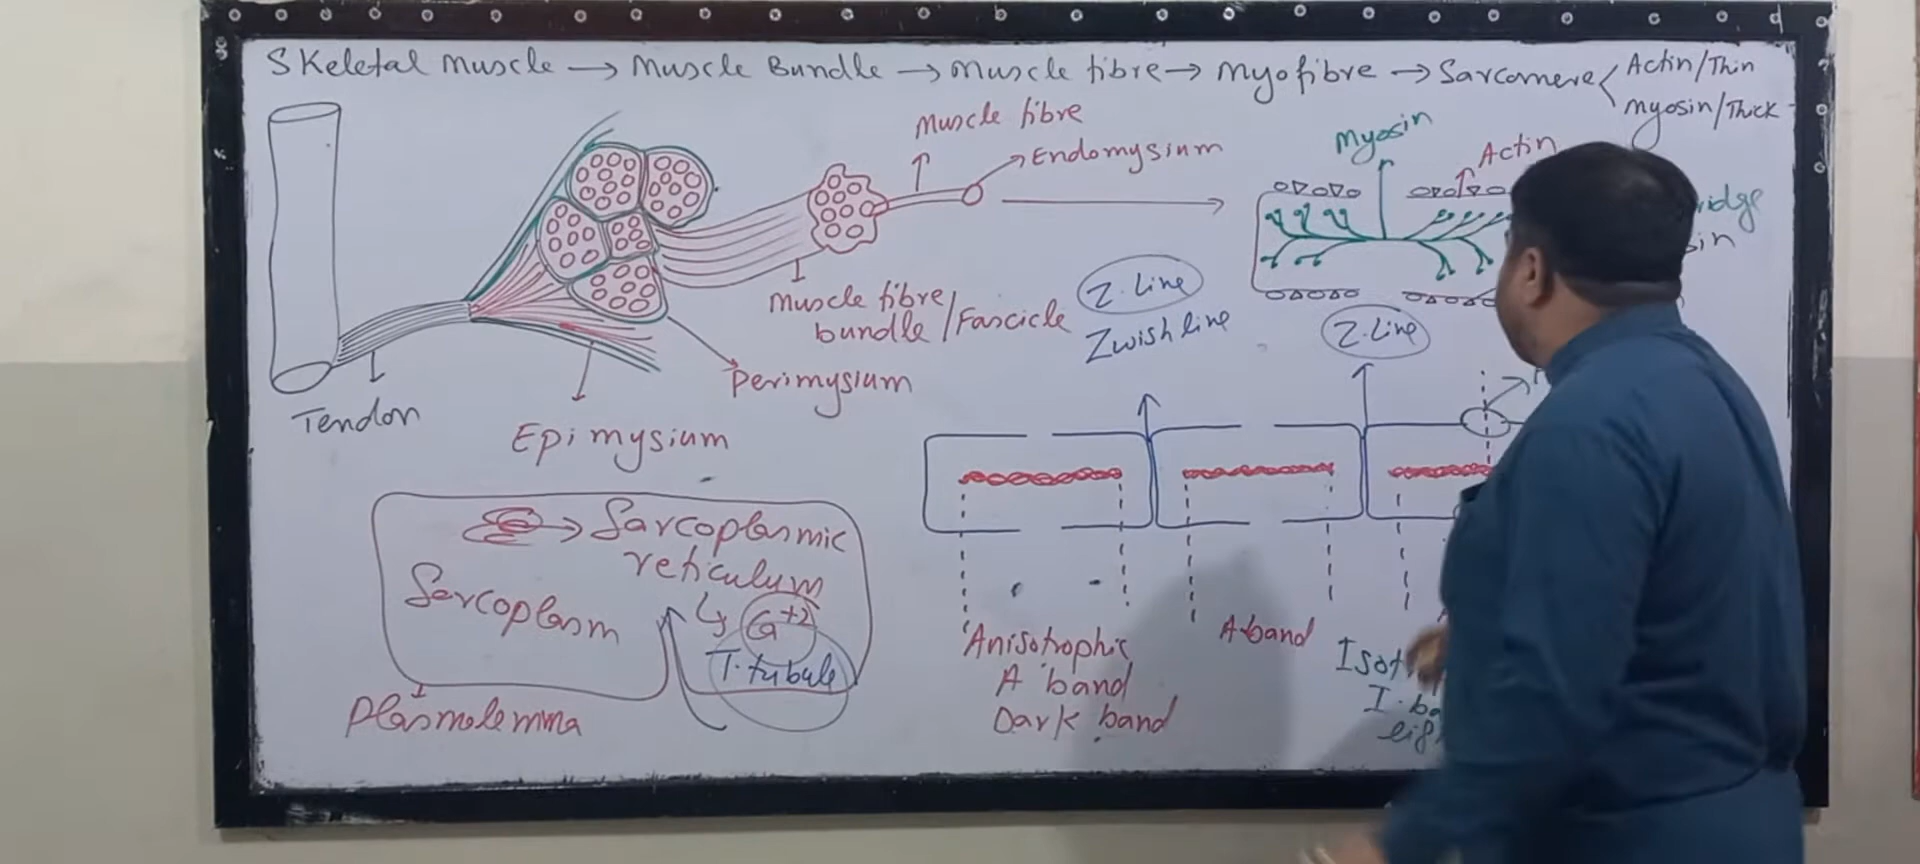 Skeletal Muscle → Muscle Bundle → Muscle fibre → Myofibre → Sarcomere < Actin/Thin
Myosin/Thick
Muscle fibre
Endomysium
Myosin
Actin
Muscle fibre
bundle/Fascicle
Z.Line
Zwish line
Z.Line
Perimysium
Tendon
Epimysium
Sarcoplasmic
reticulum
Sarcoplasm
Ca+2
T.tubule
Plasmolemma
Anisotrophic
A band
Dark band
A-band